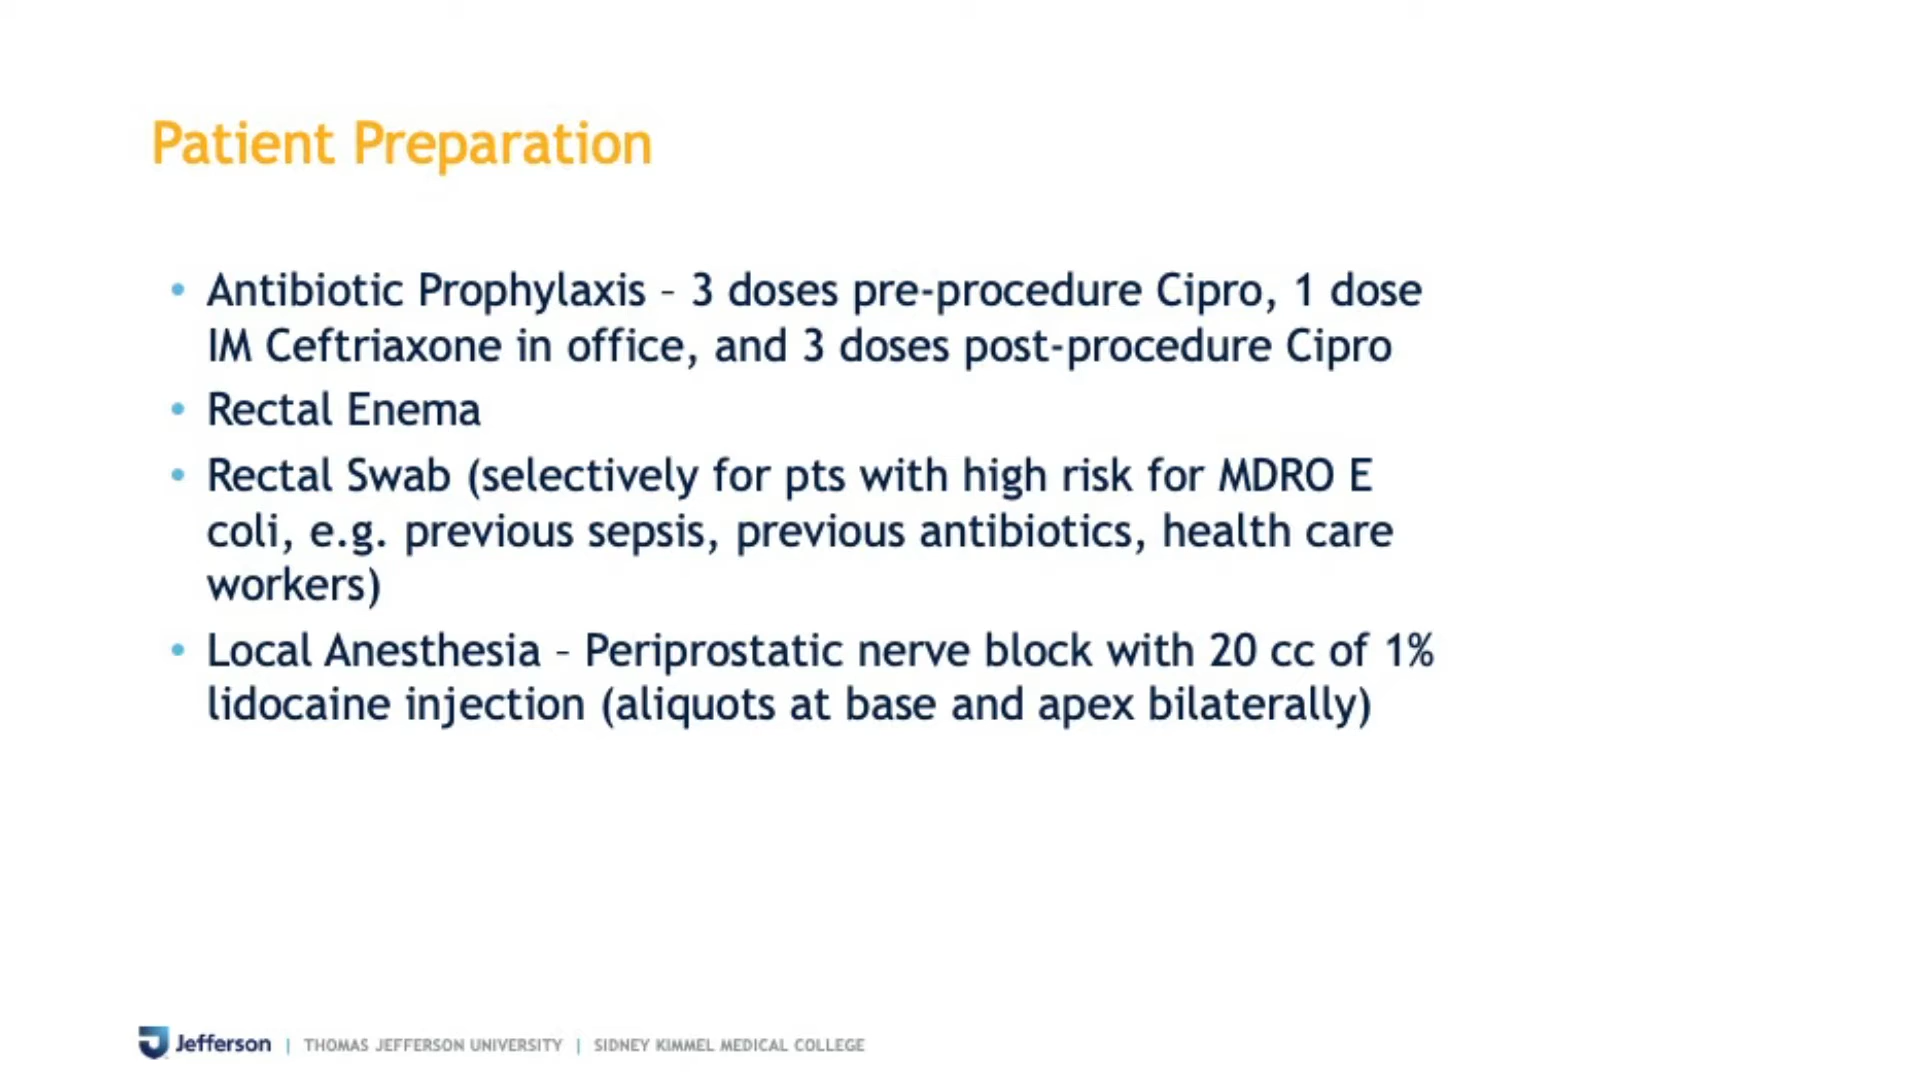 Patient Preparation
• Antibiotic Prophylaxis – 3 doses pre-procedure Cipro, 1 dose
IM Ceftriaxone in office, and 3 doses post-procedure Cipro
• Rectal Enema
• Rectal Swab (selectively for pts with high risk for MDRO E
coli, e.g. previous sepsis, previous antibiotics, health care
workers)
• Local Anesthesia – Periprostatic nerve block with 20 cc of 1%
lidocaine injection (aliquots at base and apex bilaterally)
Jefferson | THOMAS JEFFERSON UNIVERSITY | SIDNEY KIMMEL MEDICAL COLLEGE